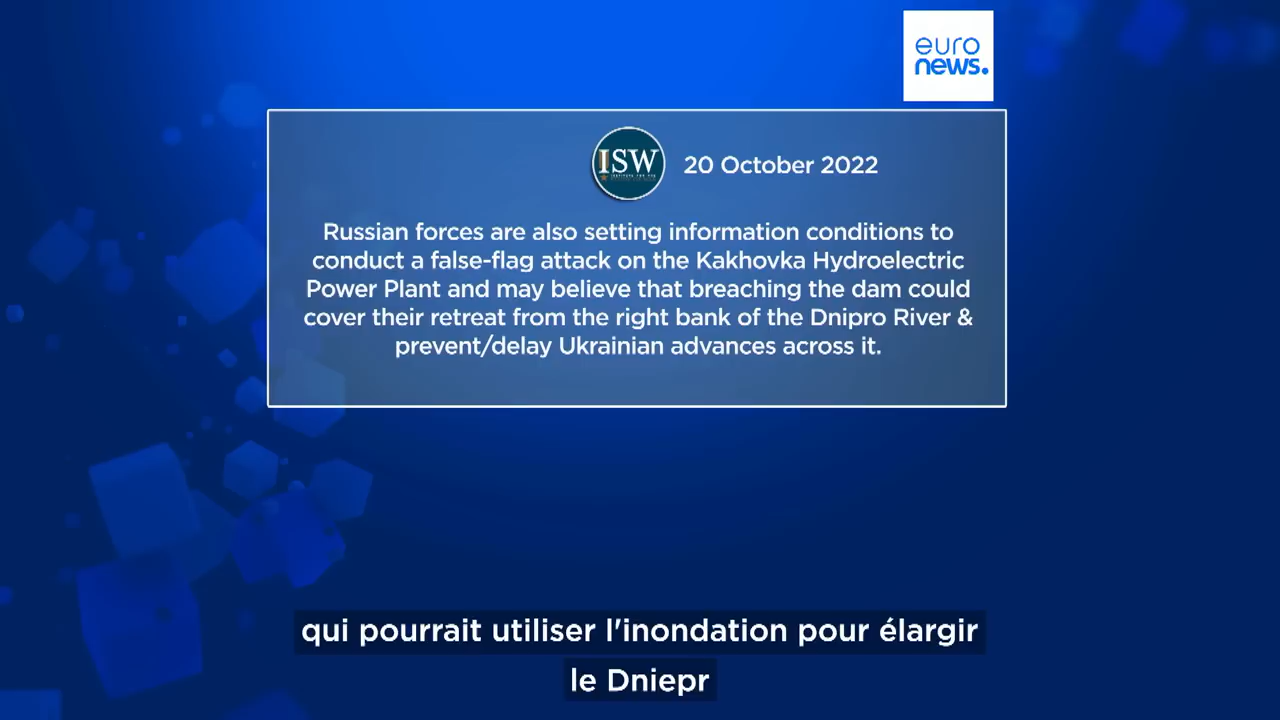 euro
news.
ISW
20 October 2022
Russian forces are also setting information conditions to
conduct a false-flag attack on the Kakhovka Hydroelectric
Power Plant and may believe that breaching the dam could
cover their retreat from the right bank of the Dnipro River &
prevent/delay Ukrainian advances across it.
qui pourrait utiliser l'inondation pour élargir
le Dniepr